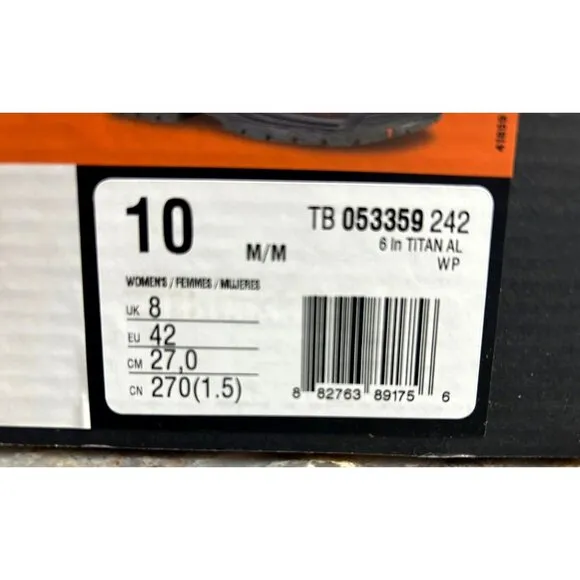 10 M/M
TB 053359 242
6 In TITAN AL
WP
WOMEN'S / FEMMES / MUJERES
UK 8
EU 42
CM 27,0
CN 270(1.5)
8 82763 89175 6